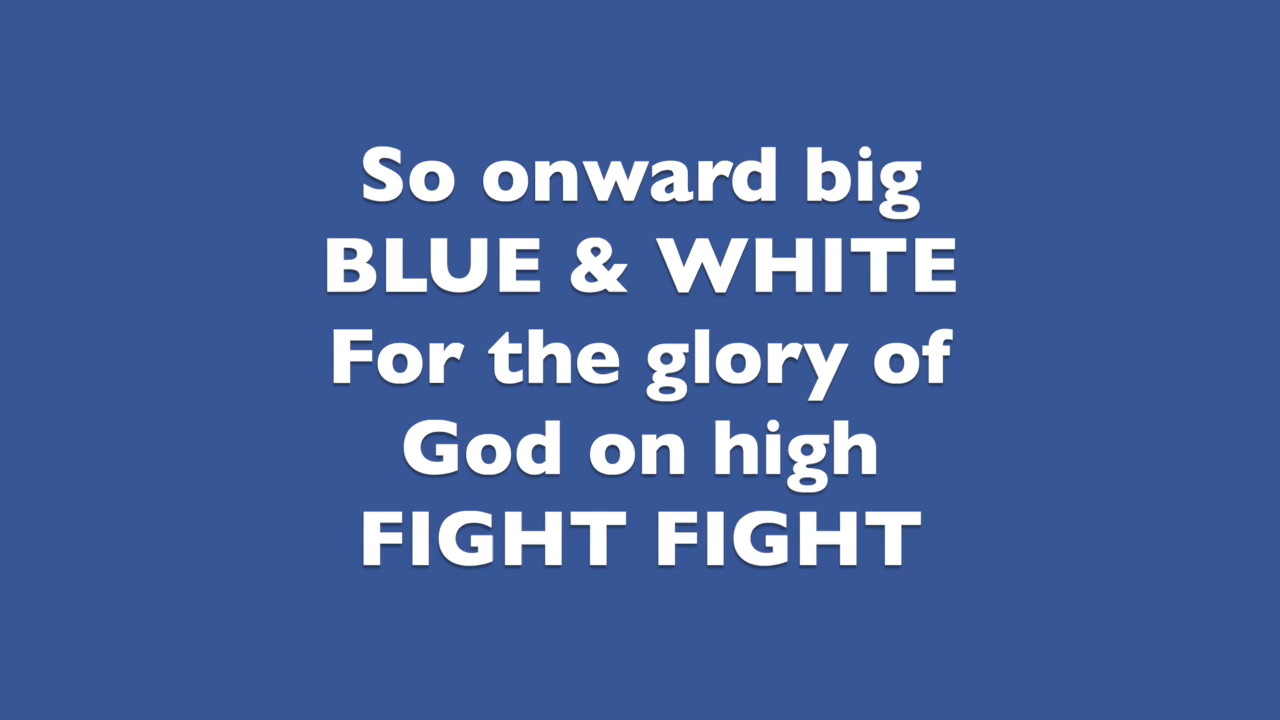 So onward big
BLUE & WHITE
For the glory of
God on high
FIGHT FIGHT